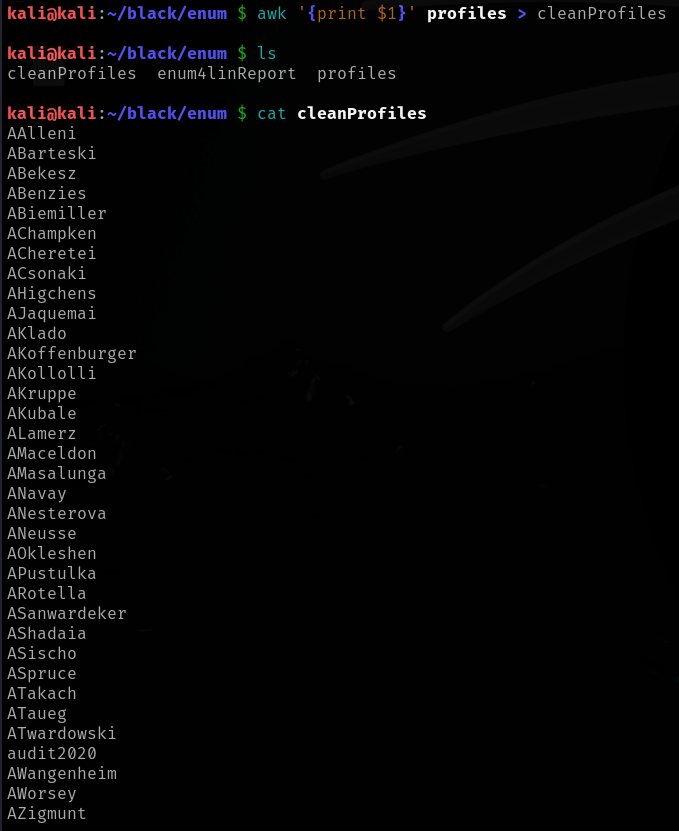 kali@kali:~/black/enum $ awk '{print $1}' profiles > cleanProfiles
kali@kali:~/black/enum $ ls
cleanProfiles  enum4linReport  profiles
kali@kali:~/black/enum $ cat cleanProfiles
AAlleni
ABarteski
ABekesz
ABenzies
ABiemiller
AChampken
ACheretei
ACsonaki
AHigchens
AJaquemai
AKlado
AKoffenburger
AKollolli
AKruppe
AKubale
ALamerz
AMaceldon
AMasalunga
ANavay
ANesterova
ANeusse
AOkleshen
APustulka
ARotella
ASanwardeker
AShadaia
ASischo
ASpruce
ATakach
ATaueg
ATwardowski
audit2020
AWangenheim
AWorsey
AZigmunt